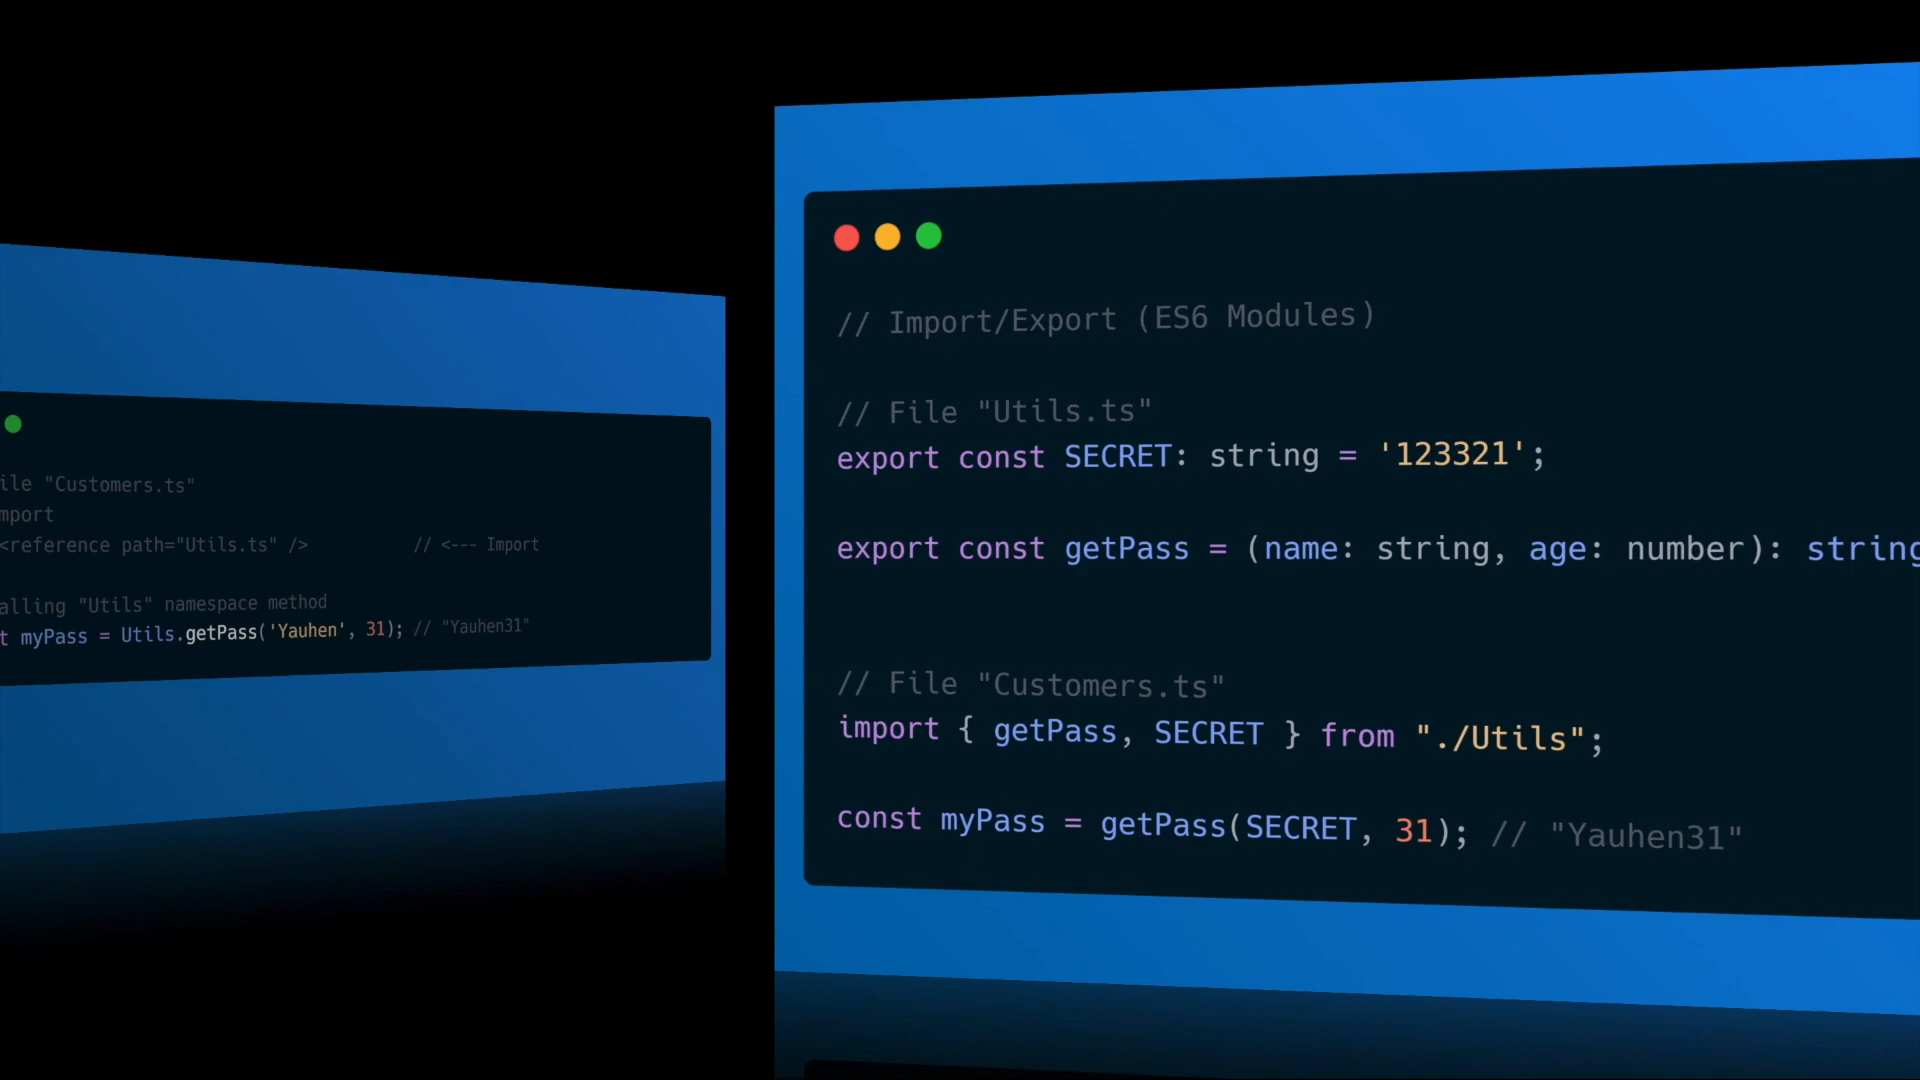 ile "Customers.ts"
mport
<reference path="Utils.ts" /> // <--- Import
alling "Utils" namespace method
t myPass = Utils.getPass('Yauhen', 31); // "Yauhen31"
// Import/Export (ES6 Modules)
// File "Utils.ts"
export const SECRET: string = '123321';
export const getPass = (name: string, age: number): string
// File "Customers.ts"
import { getPass, SECRET } from "./Utils";
const myPass = getPass(SECRET, 31); // "Yauhen31"